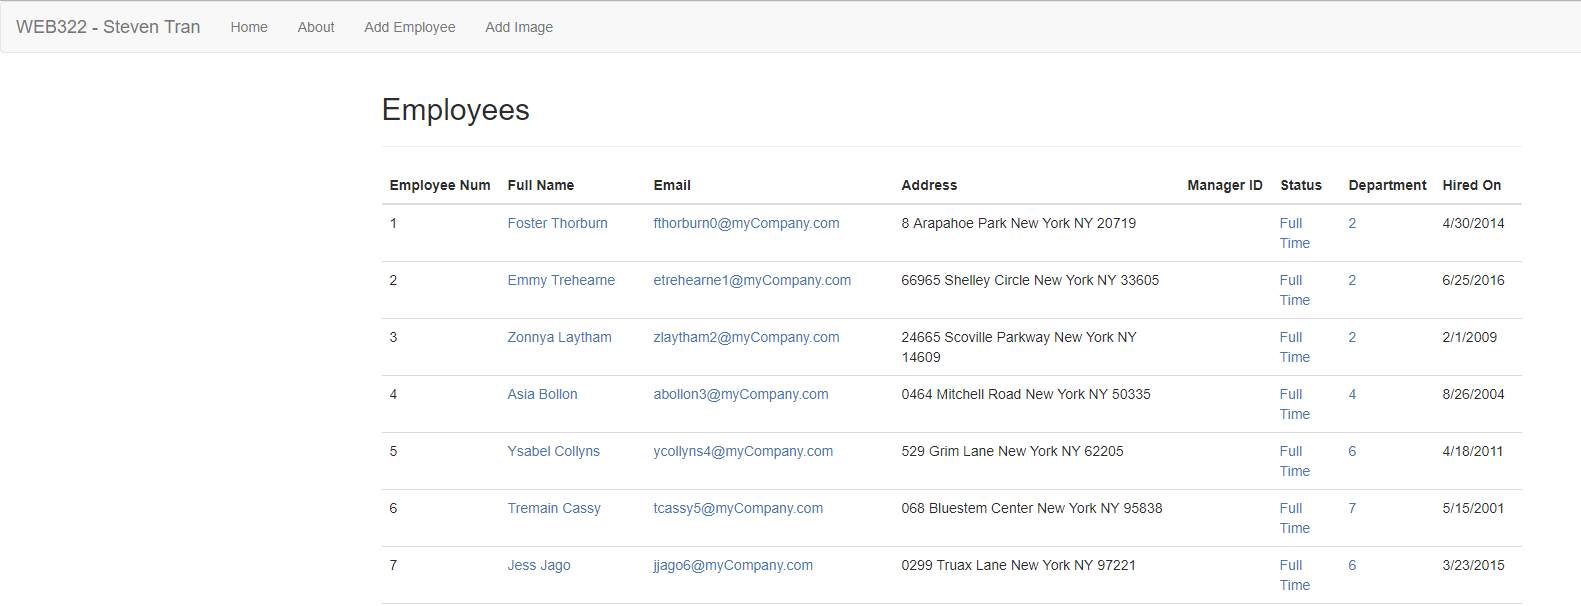 WEB322 - Steven Tran Home About Add Employee Add Image
Employees
Employee Num Full Name Email Address Manager ID Status Department Hired On
1 Foster Thorburn fthorburn0@myCompany.com 8 Arapahoe Park New York NY 20719 Full 2 4/30/2014
Time
2 Emmy Trehearne etrehearne1@myCompany.com 66965 Shelley Circle New York NY 33605 Full 2 6/25/2016
Time
3 Zonnya Laytham zlaytham2@myCompany.com 24665 Scoville Parkway New York NY Full 2 2/1/2009
14609 Time
4 Asia Bollon abollon3@myCompany.com 0464 Mitchell Road New York NY 50335 Full 4 8/26/2004
Time
5 Ysabel Collyns ycollyns4@myCompany.com 529 Grim Lane New York NY 62205 Full 6 4/18/2011
Time
6 Tremain Cassy tcassy5@myCompany.com 068 Bluestem Center New York NY 95838 Full 7 5/15/2001
Time
7 Jess Jago jjago6@myCompany.com 0299 Truax Lane New York NY 97221 Full 6 3/23/2015
Time